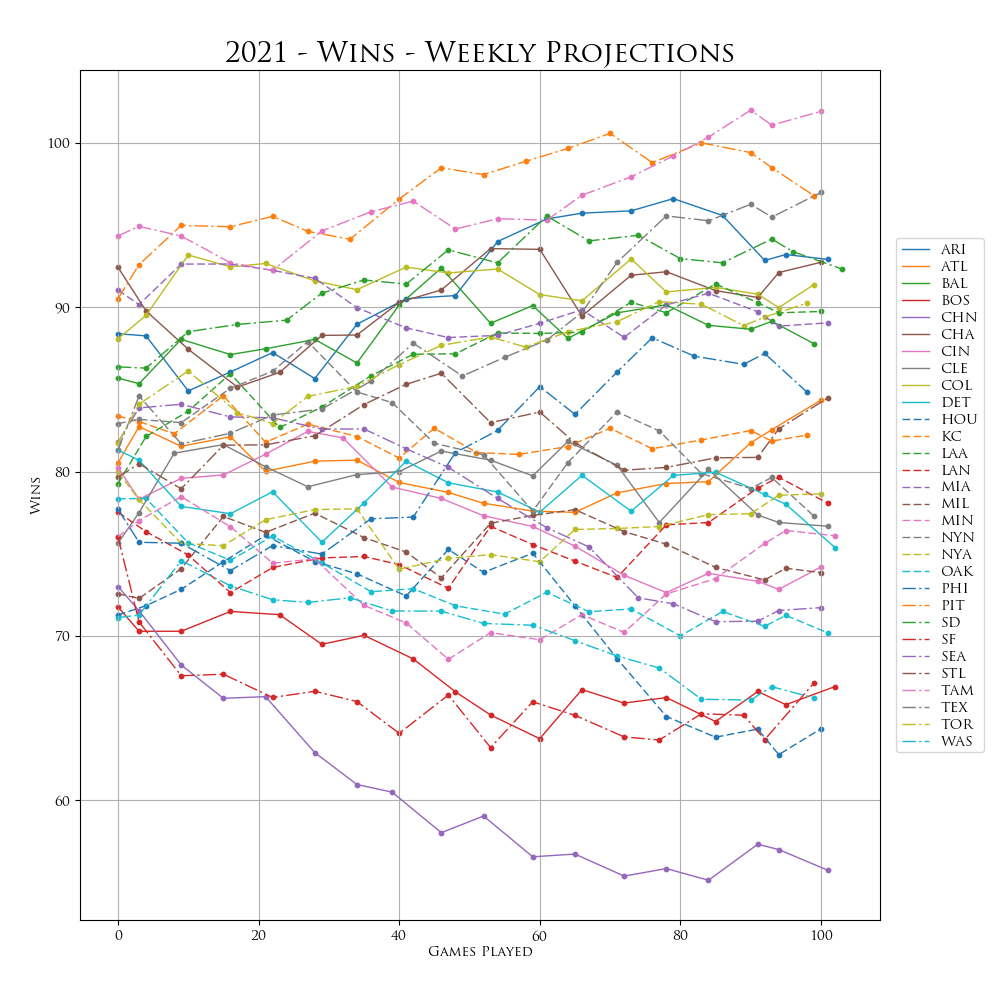 2021 - Wins - Weekly Projections
100
90
80
70
60
Wins
0 20 40 60 80 100
Games Played
ARI
ATL
BAL
BOS
CHN
CHA
CIN
CLE
COL
DET
HOU
KC
LAA
LAN
MIA
MIL
MIN
NYN
NYA
OAK
PHI
PIT
SD
SF
SEA
STL
TAM
TEX
TOR
WAS